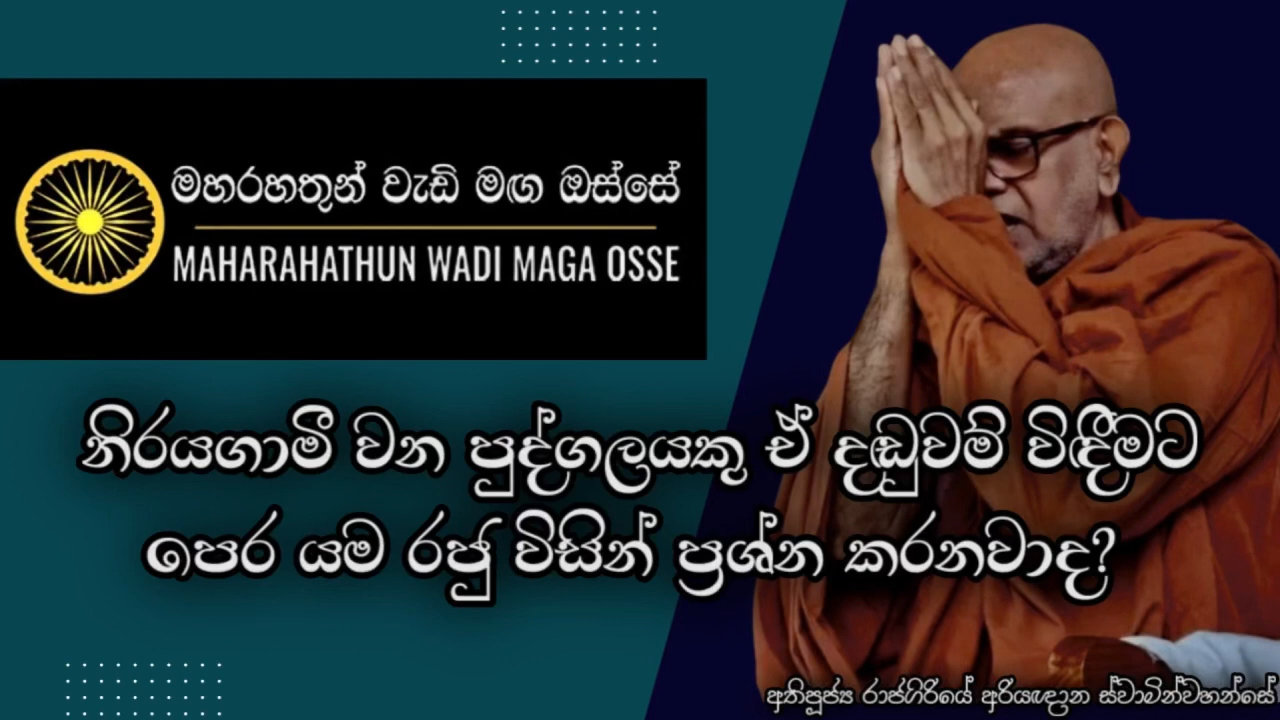 මහරහතුන් වැඩි මඟ ඔස්සේ
MAHARAHATHUN WADI MAGA OSSE
නිරයගාමී වන පුද්ගලයකු ඒ දඬුවම් විඳීමට
පෙර යම රජු විසින් ප්‍රශ්න කරනවාද?
අතිපූජ්‍ය රාජගිරියේ අරියඥාන ස්වාමින්වහන්සේ